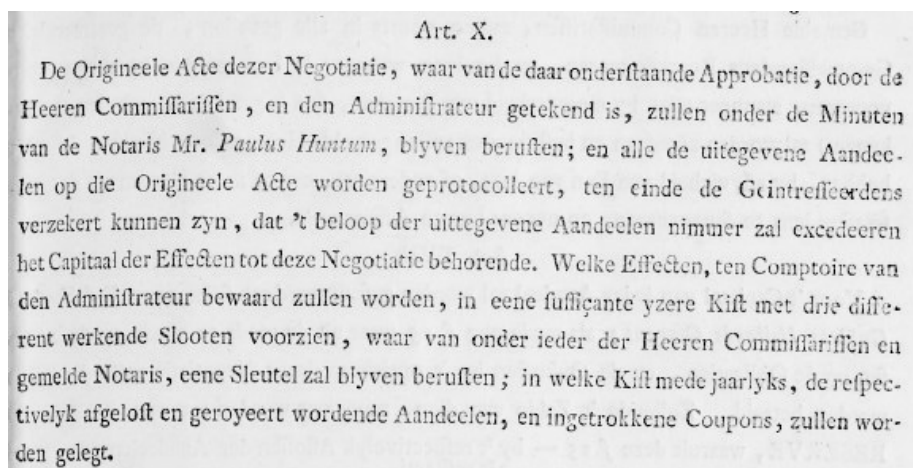 Art. X.
De Origineele Acte dezer Negotiatie, waar van de daar onderſtaande Approbatie, door de
Heeren Commiſſariſſen, en den Adminiſtrateur getekend is, zullen onder de Minuten
van de Notaris Mr. Paulus Huntum, blyven beruſten; en alle de uitegevene Aandee-
len op die Origineele Acte worden geprotocolleert, ten einde de Geintreſſeerdens
verzekert kunnen zyn, dat 't beloop der uittegevene Aandeelen nimmer zal excedeeren
het Capitaal der Effecten tot deze Negotiatie behorende. Welke Effecten, ten Comptoire van
den Adminiſtrateur bewaard zullen worden, in eene ſufficante yzere Kiſt met drie diffe-
rent werkende Slooten voorzien, waar van onder ieder der Heeren Commiſſariſſen en
gemelde Notaris, eene Sleutel zal blyven beruſten; in welke Kiſt mede jaarlyks, de reſpec-
tivelyk afgeloſt en geroyeert wordende Aandeelen, en ingetrokkene Coupons, zullen wor-
den gelegt.